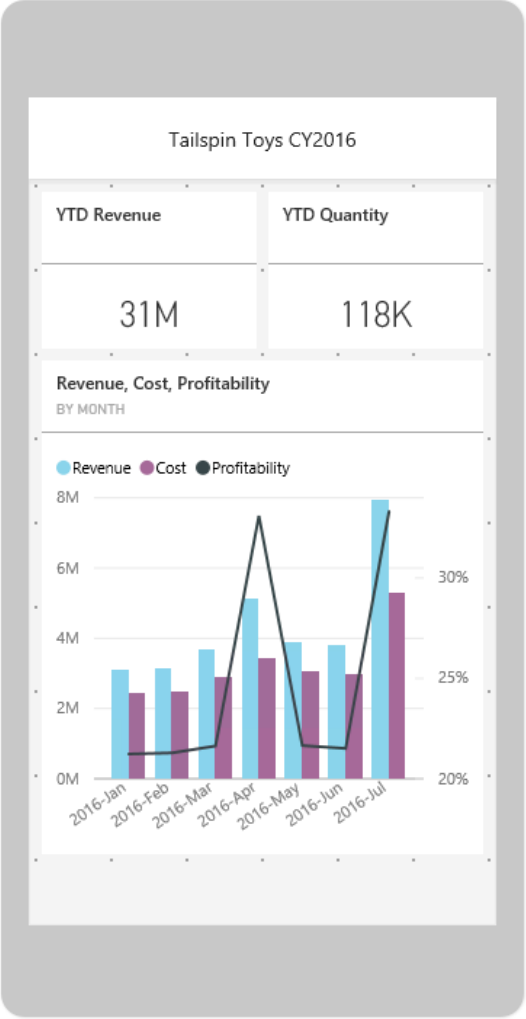 Tailspin Toys CY2016
YTD Revenue
YTD Quantity
31M
118K
Revenue, Cost, Profitability
BY MONTH
Revenue Cost Profitability
8M
6M
4M
2M
0M
30%
25%
20%
2016-Jan
2016-Feb
2016-Mar
2016-Apr
2016-May
2016-Jun
2016-Jul